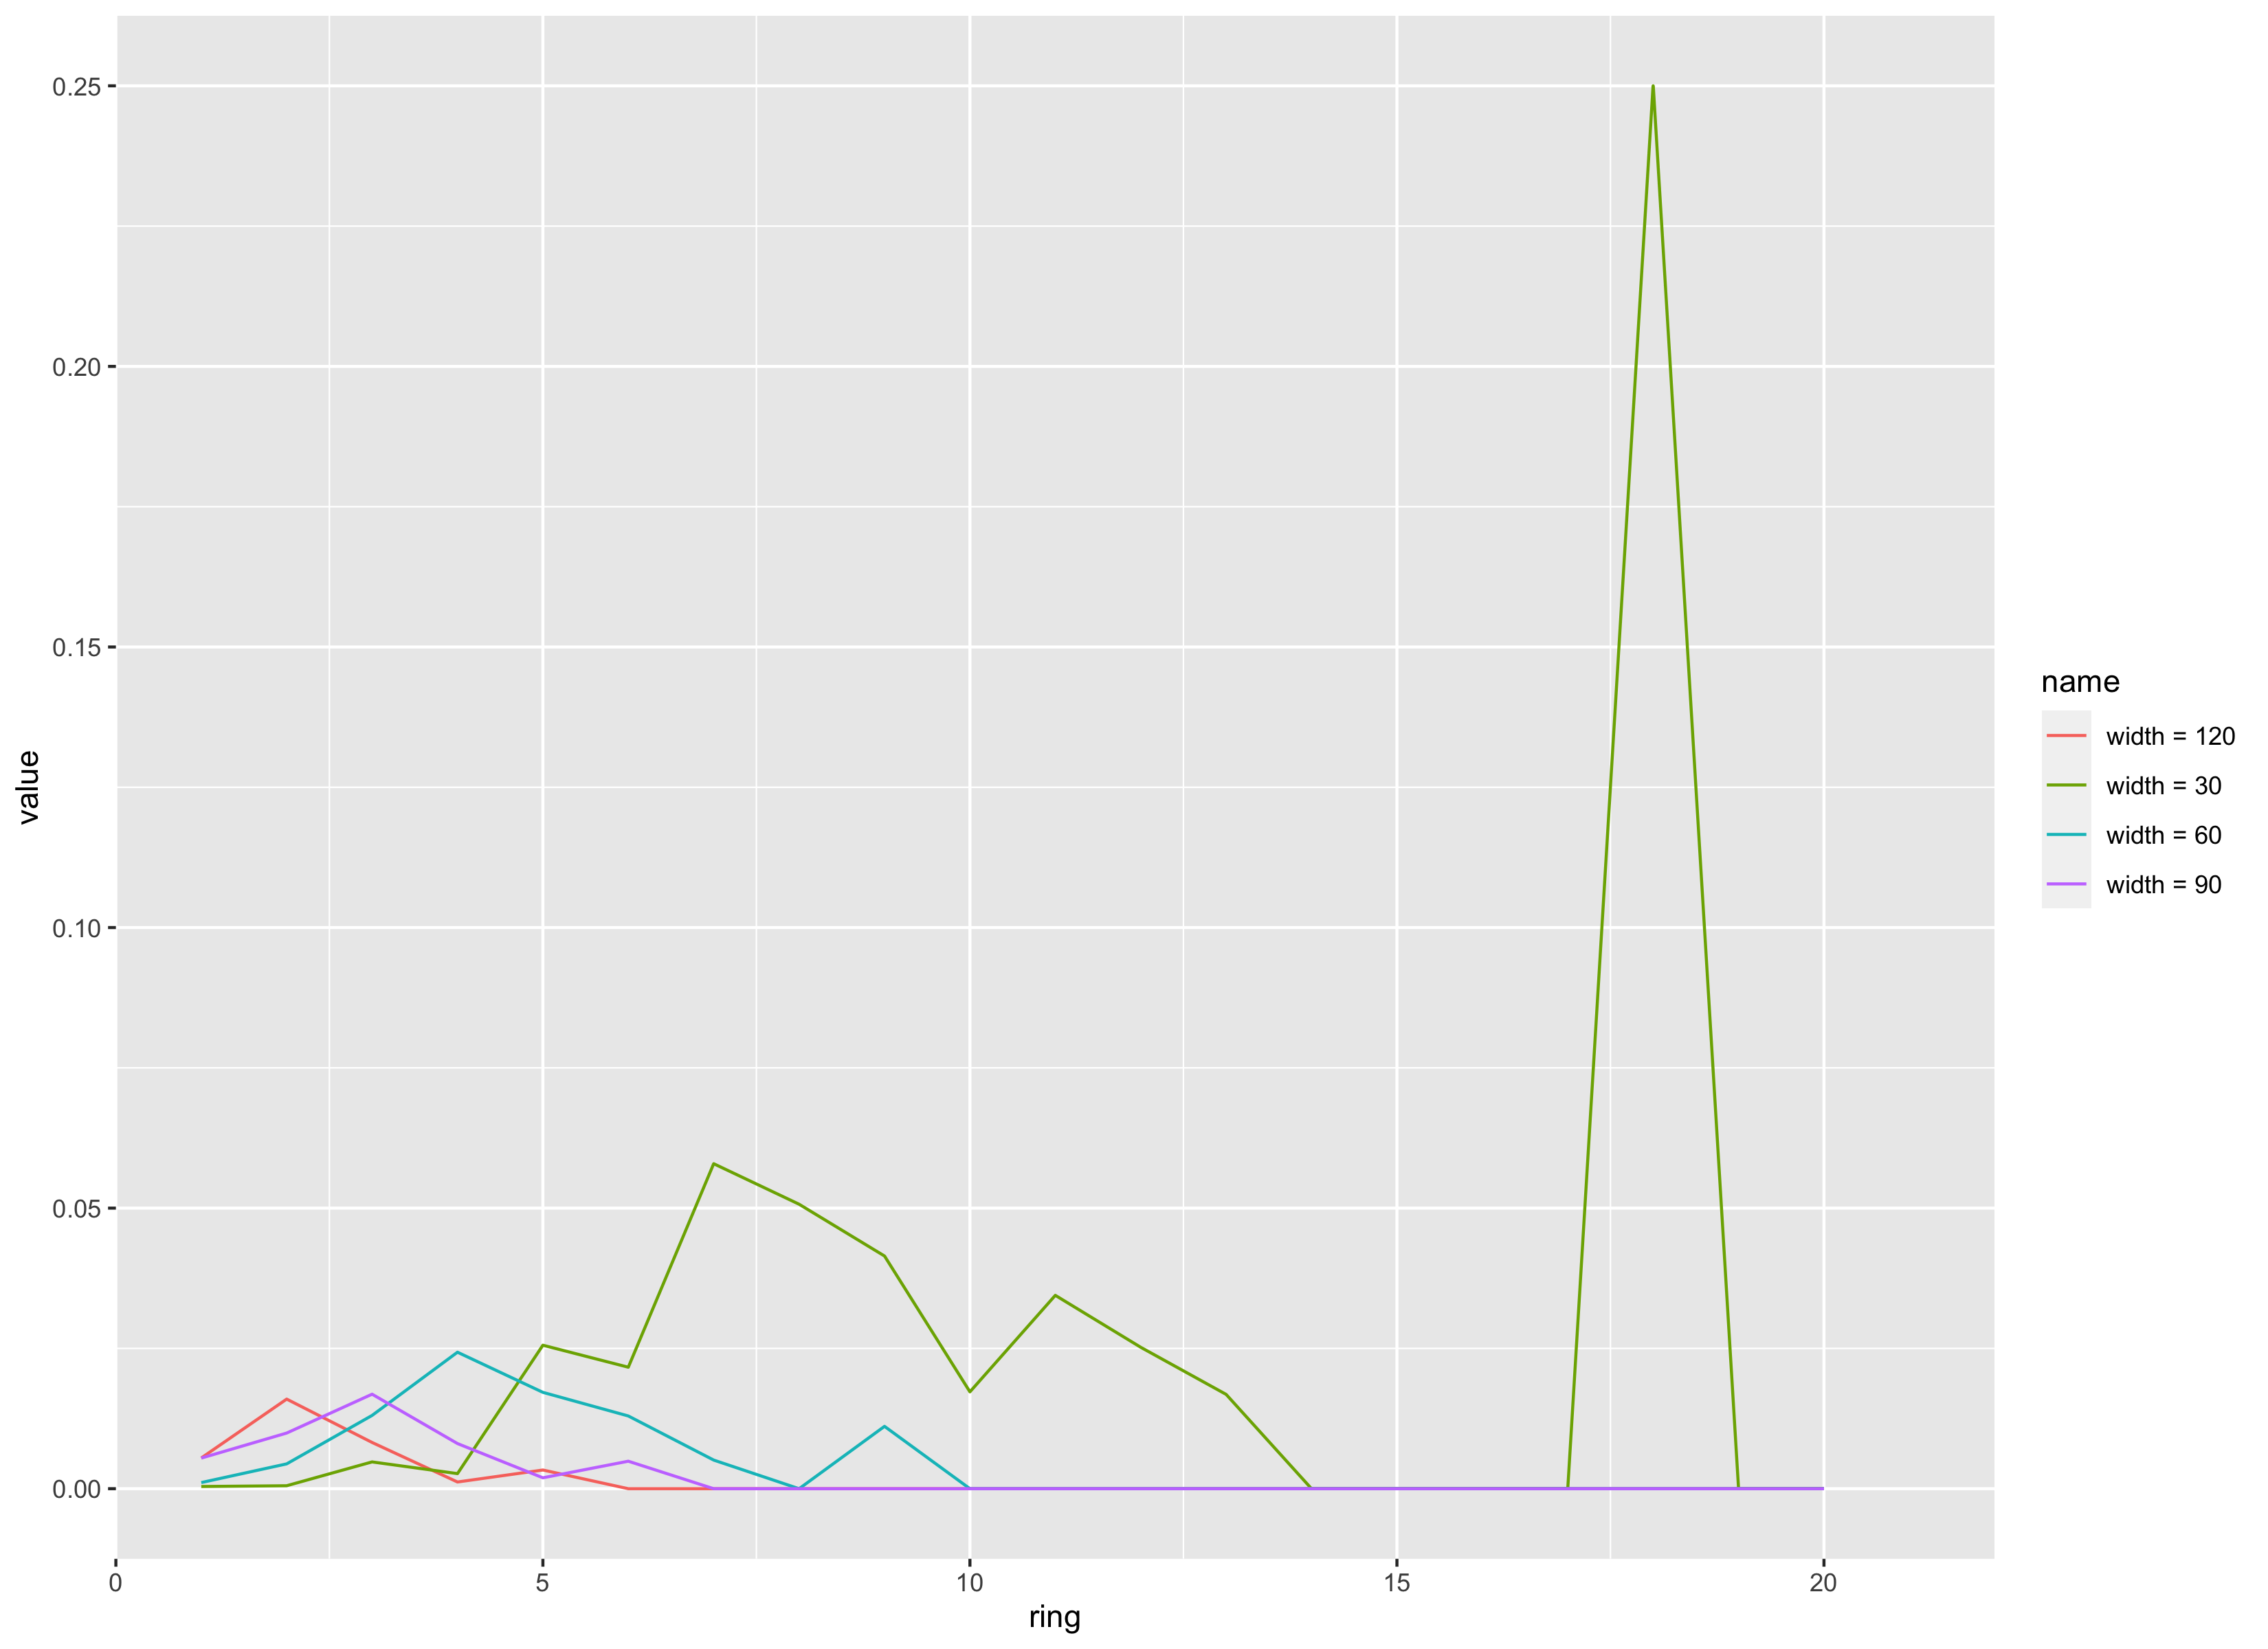 0.25
0.20
0.15
0.10
0.05
0.00
value
0 5 10 15 20
ring
name
width = 120
width = 30
width = 60
width = 90